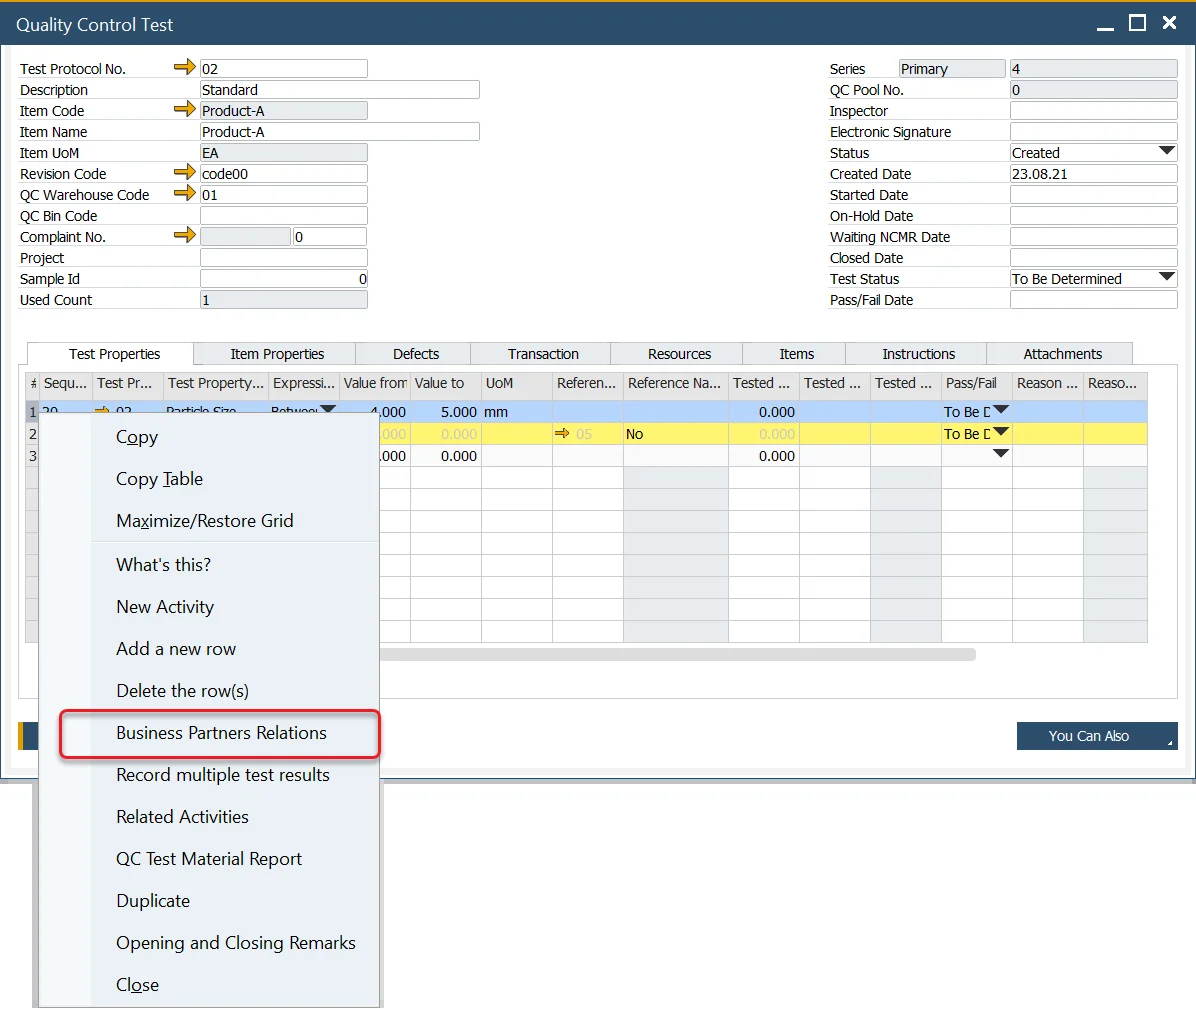 Quality Control Test
Test Protocol No. 02
Description Standard
Item Code Product-A
Item Name Product-A
Item UoM EA
Revision Code code00
QC Warehouse Code 01
QC Bin Code
Complaint No. 0
Project
Sample Id 0
Used Count 1
Series Primary 4
QC Pool No. 0
Inspector
Electronic Signature
Status Created
Created Date 23.08.21
Started Date
On-Hold Date
Waiting NCMR Date
Closed Date
Test Status To Be Determined
Pass/Fail Date
Test Properties Item Properties Defects Transaction Resources Items Instructions Attachments
# Sequ... Test Pr... Test Property... Expressi... Value from Value to UoM Referen... Reference Na... Tested ... Tested ... Tested ... Pass/Fail Reason ... Reaso...
1 20 02 Particle Size Between 4.000 5.000 mm 0.000 To Be D
2 .000 0.000 05 No 0.000 To Be D
3 .000 0.000 0.000
Copy
Copy Table
Maximize/Restore Grid
What's this?
New Activity
Add a new row
Delete the row(s)
Business Partners Relations
Record multiple test results
Related Activities
QC Test Material Report
Duplicate
Opening and Closing Remarks
Close
You Can Also